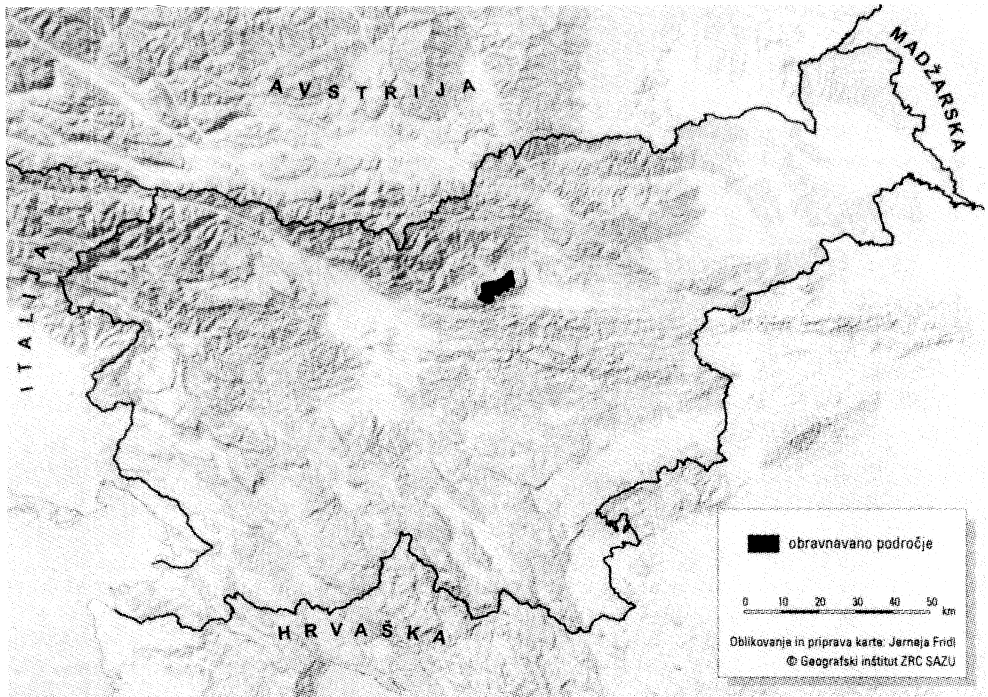 AVSTRIJA
MADŽARSKA
ITALIJA
HRVAŠKA
obravnavano področje
0 10 20 30 40 50 km
Oblikovanje in priprava karte: Jerneja Fridl
© Geografski inštitut ZRC SAZU